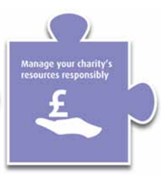 Manage your charity's
resources responsibly
£